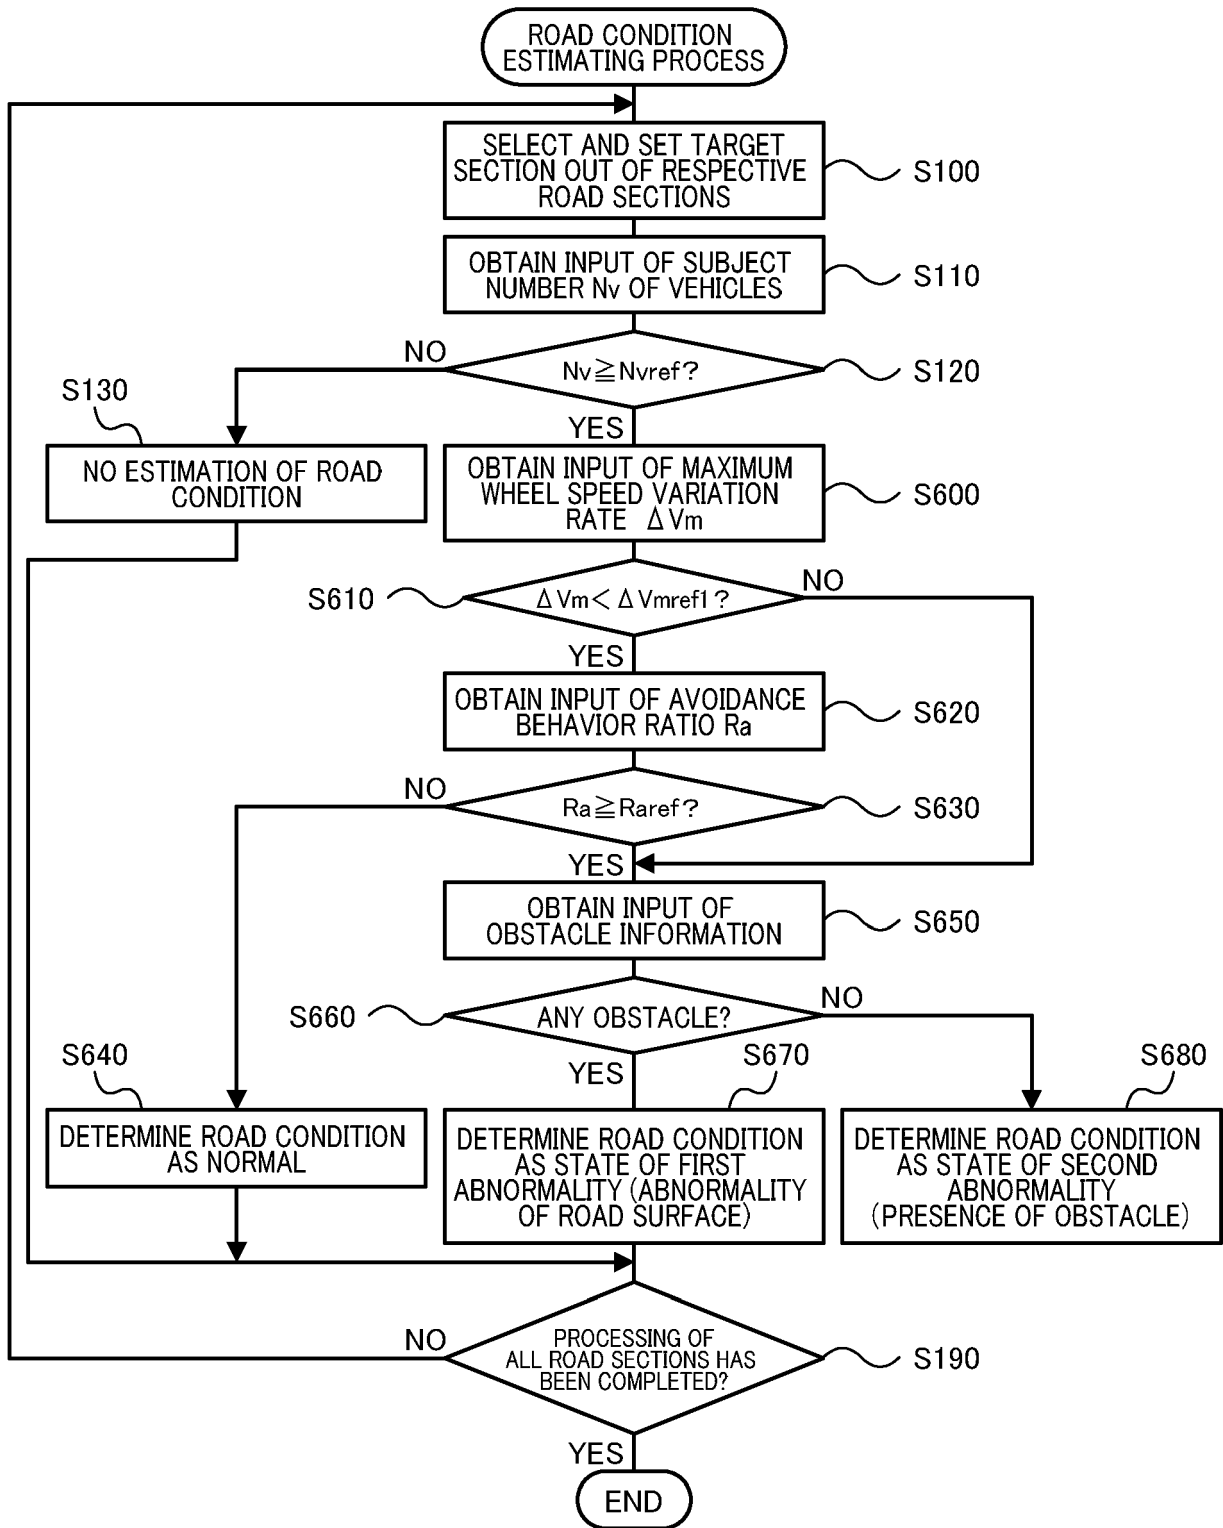 ROAD CONDITION
ESTIMATING PROCESS
SELECT AND SET TARGET
SECTION OUT OF RESPECTIVE
ROAD SECTIONS
S100
OBTAIN INPUT OF SUBJECT
NUMBER Nv OF VEHICLES
S110
NO
Nv≧Nvref?
S120
S130
YES
NO ESTIMATION OF ROAD
CONDITION
OBTAIN INPUT OF MAXIMUM
WHEEL SPEED VARIATION
RATE ΔVm
S600
S610
ΔVm<ΔVmref1?
NO
YES
OBTAIN INPUT OF AVOIDANCE
BEHAVIOR RATIO Ra
S620
NO
Ra≧Raref?
S630
YES
OBTAIN INPUT OF
OBSTACLE INFORMATION
S650
S660
ANY OBSTACLE?
NO
YES
S640
S670
S680
DETERMINE ROAD CONDITION
AS NORMAL
DETERMINE ROAD CONDITION
AS STATE OF FIRST
ABNORMALITY (ABNORMALITY
OF ROAD SURFACE)
DETERMINE ROAD CONDITION
AS STATE OF SECOND
ABNORMALITY
(PRESENCE OF OBSTACLE)
NO
PROCESSING OF
ALL ROAD SECTIONS HAS
BEEN COMPLETED?
S190
YES
END